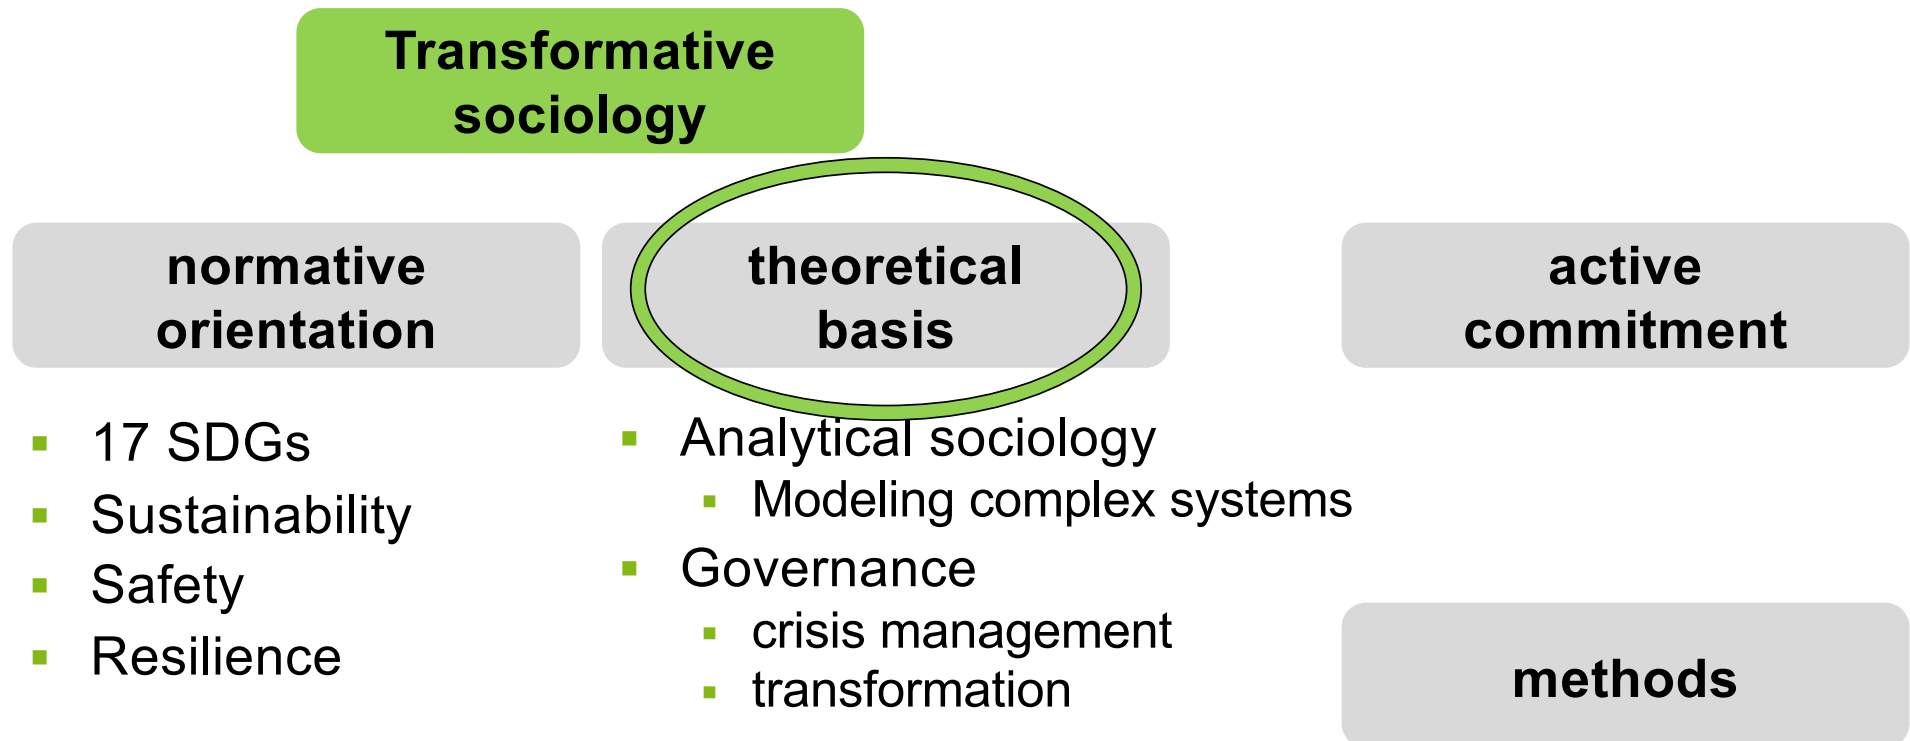 Transformative
sociology
normative
orientation
17 SDGs
Sustainability
Safety
Resilience
theoretical
basis
Analytical sociology
Modeling complex systems
Governance
crisis management
transformation
active
commitment
methods